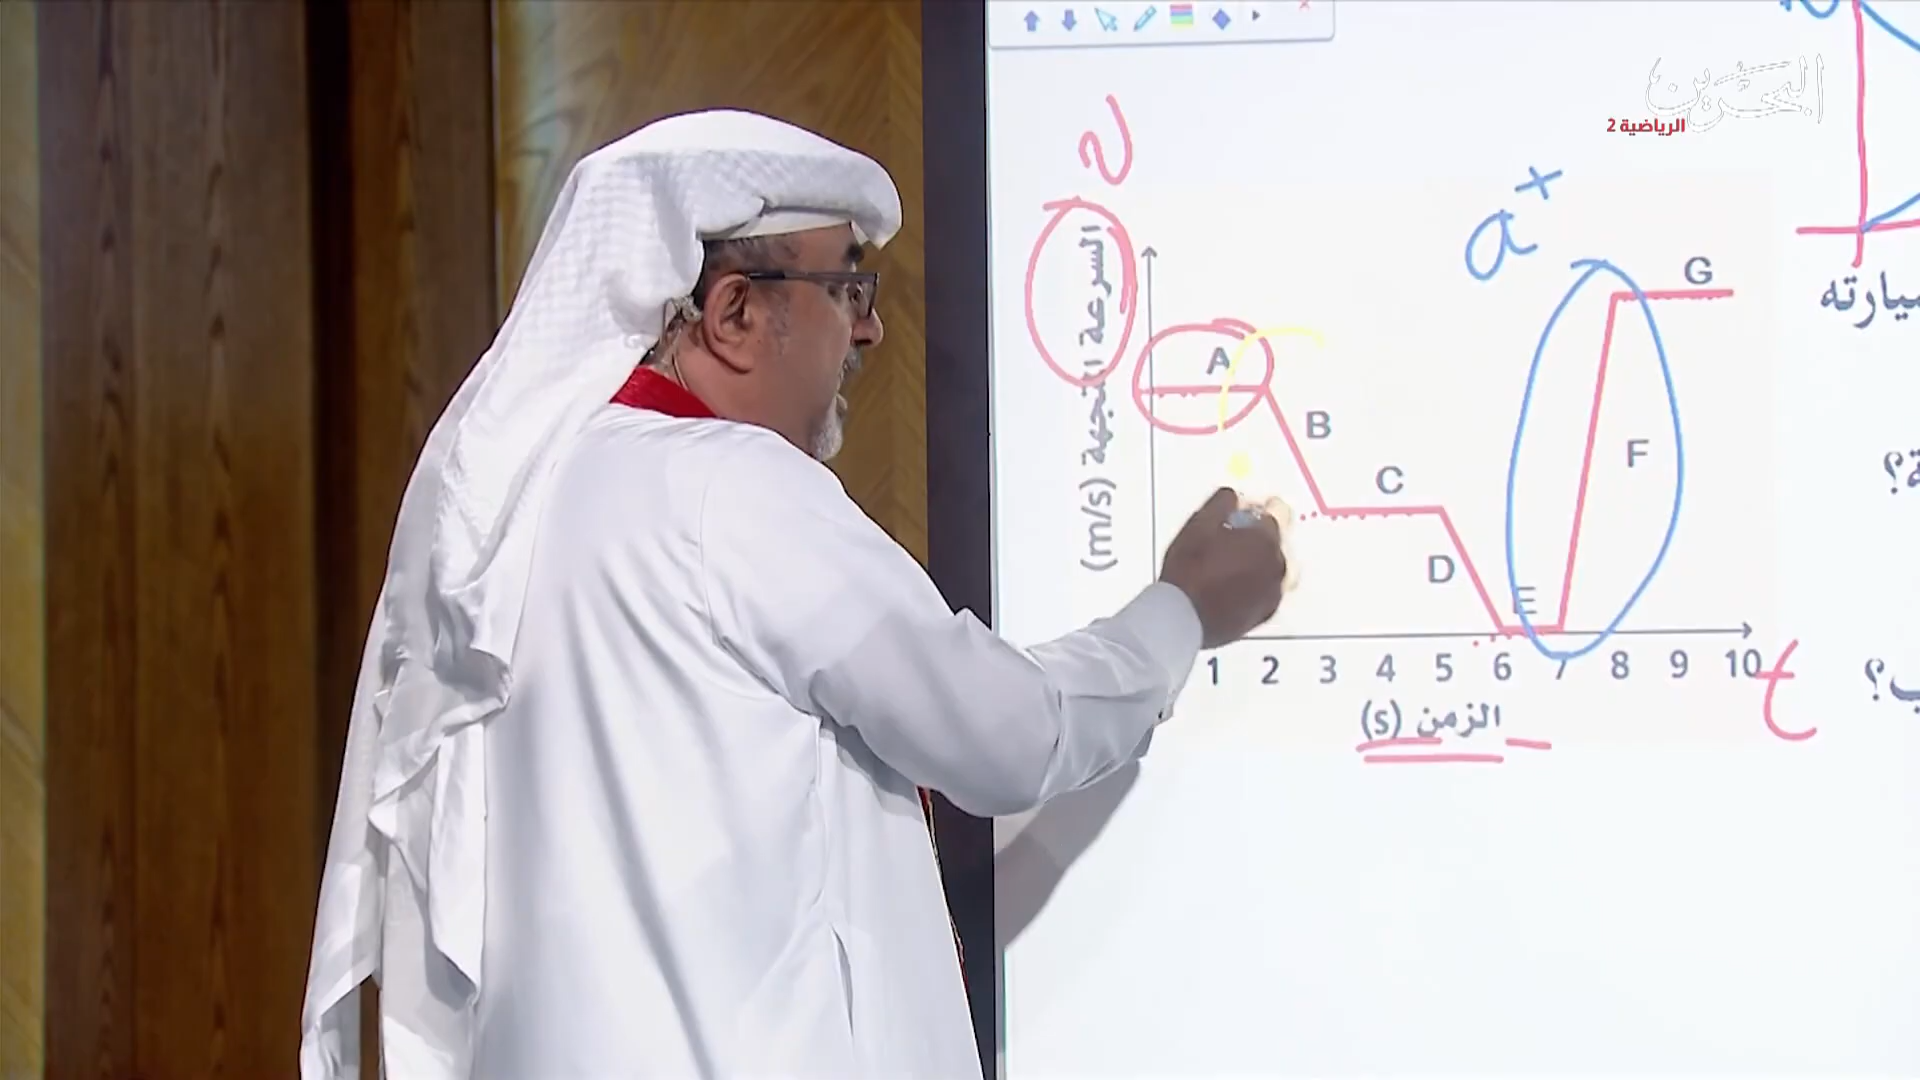 البحرين
الرياضية 2
v
a+
السرعة المتجهة (m/s)
G
A
B
F
C
D
E
1 2 3 4 5 6 7 8 9 10
t
الزمن (s)
سيارته